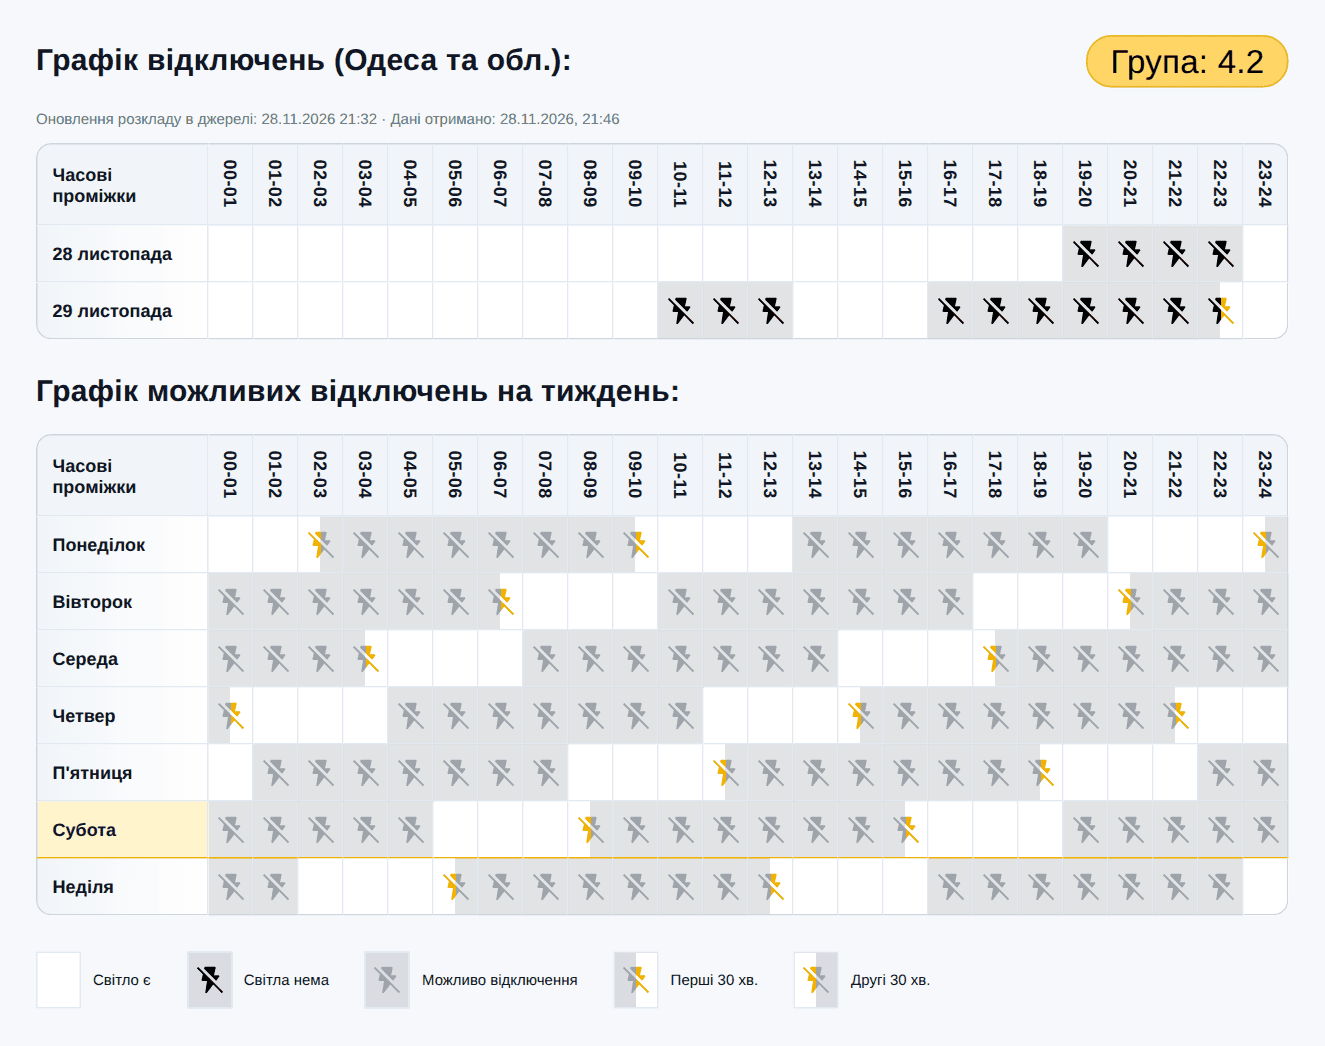 Графік відключень (Одеса та обл.):
Група: 4.2
Оновлення розкладу в джерелі: 28.11.2026 21:32 · Дані отримано: 28.11.2026, 21:46
Часові
проміжки
00-01 01-02 02-03 03-04 04-05 05-06 06-07 07-08 08-09 09-10 10-11 11-12 12-13 13-14 14-15 15-16 16-17 17-18 18-19 19-20 20-21 21-22 22-23 23-24
28 листопада
29 листопада
Графік можливих відключень на тиждень:
Часові
проміжки
00-01 01-02 02-03 03-04 04-05 05-06 06-07 07-08 08-09 09-10 10-11 11-12 12-13 13-14 14-15 15-16 16-17 17-18 18-19 19-20 20-21 21-22 22-23 23-24
Понеділок
Вівторок
Середа
Четвер
П'ятниця
Субота
Неділя
Світло є
Світла нема
Можливо відключення
Перші 30 хв.
Другі 30 хв.